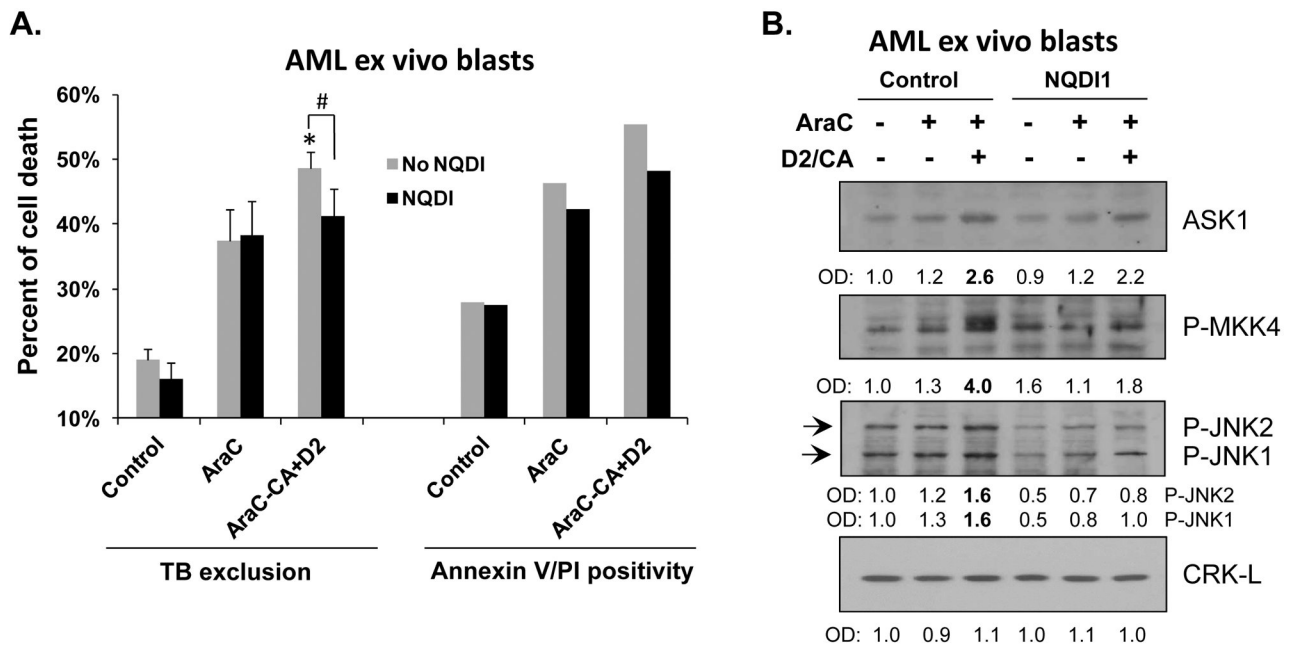 A.
AML ex vivo blasts
Percent of cell death
60%
50%
40%
30%
20%
10%
*
#
No NQDI
NQDI
Control
AraC
AraC-CA+D2
Control
AraC
AraC-CA+D2
TB exclusion
Annexin V/PI positivity
B.
AML ex vivo blasts
Control NQDI1
AraC - + + - + +
D2/CA - - + - - +
ASK1
OD: 1.0 1.2 2.6 0.9 1.2 2.2
P-MKK4
OD: 1.0 1.3 4.0 1.6 1.1 1.8
P-JNK2
P-JNK1
OD: 1.0 1.2 1.6 0.5 0.7 0.8 P-JNK2
OD: 1.0 1.3 1.6 0.5 0.8 1.0 P-JNK1
CRK-L
OD: 1.0 0.9 1.1 1.0 1.1 1.0